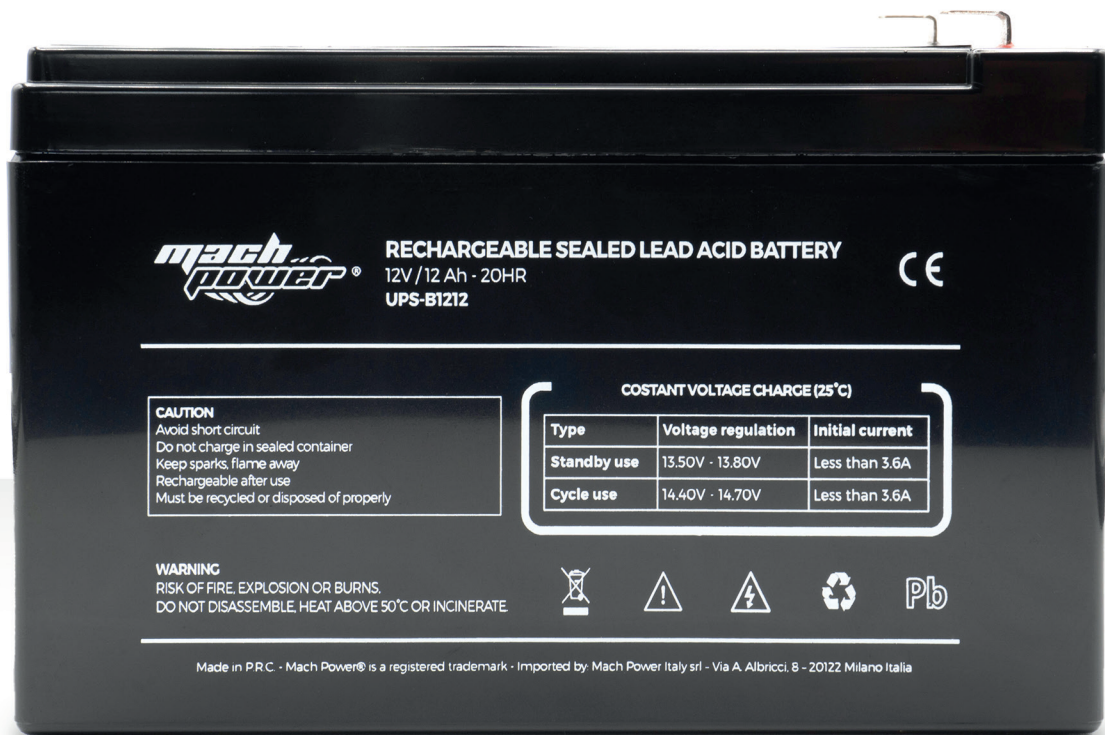 mach power ®
RECHARGEABLE SEALED LEAD ACID BATTERY
12V / 12 Ah - 20HR
UPS-B1212
CE
CAUTION
Avoid short circuit
Do not charge in sealed container
Keep sparks, flame away
Rechargeable after use
Must be recycled or disposed of properly
COSTANT VOLTAGE CHARGE (25°C)
Type Voltage regulation Initial current
Standby use 13.50V - 13.80V Less than 3.6A
Cycle use 14.40V - 14.70V Less than 3.6A
WARNING
RISK OF FIRE, EXPLOSION OR BURNS.
DO NOT DISASSEMBLE, HEAT ABOVE 50°C OR INCINERATE.
Pb
Made in P.R.C. - Mach Power® is a registered trademark - Imported by: Mach Power Italy srl - Via A. Albricci, 8 - 20122 Milano Italia